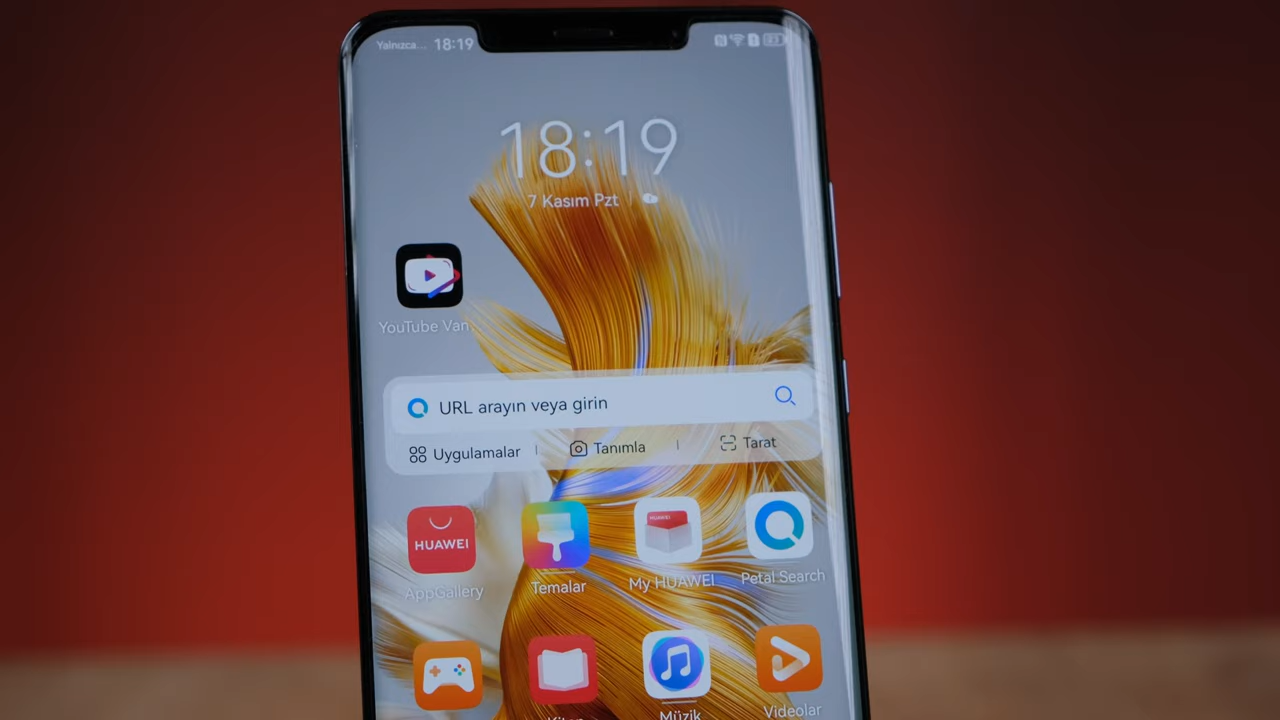 Yalnızca... 18:19
18:19
7 Kasım Pzt
YouTube Van...
URL arayın veya girin
Uygulamalar | Tanımla | Tarat
HUAWEI
HUAWEI
AppGallery Temalar My HUAWEI Petal Search
Müzik Videolar